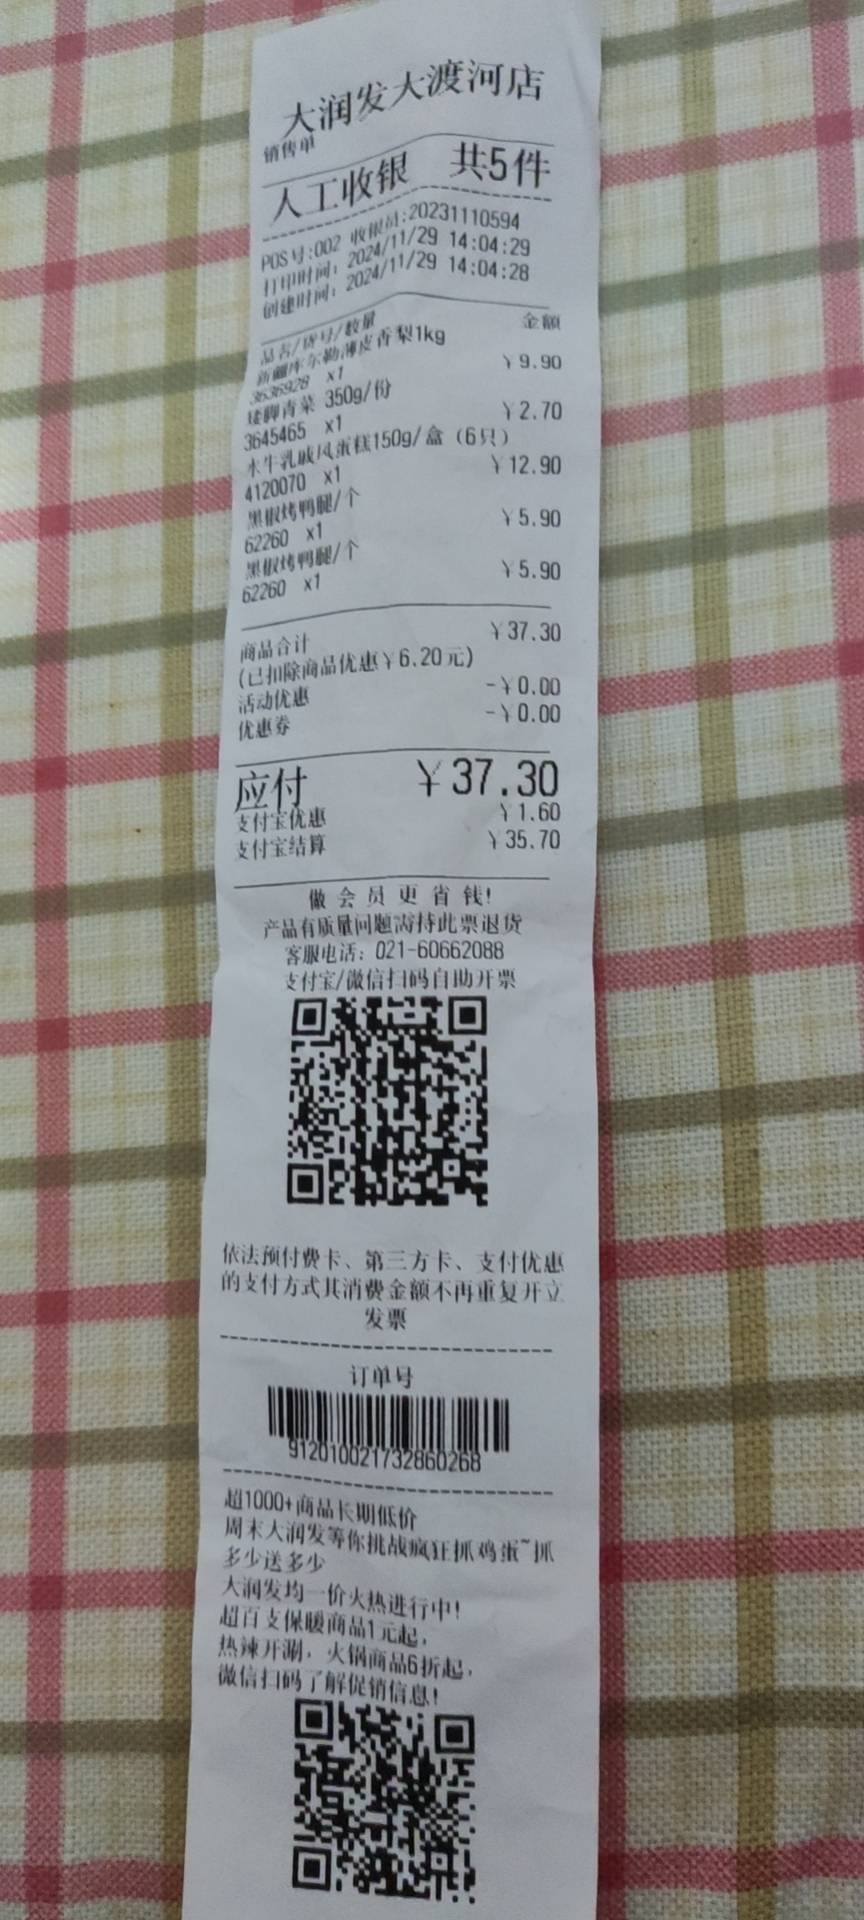 大润发大渡河店
销售单
人工收银 共5件
POS号:002 收银员:20231110594
打印时间: 2024/11/29 14:04:29
创建时间: 2024/11/29 14:04:28
品名/货号/数量 金额
新疆库尔勒薄皮香梨1kg
3636928 x1 ¥9.90
矮脚青菜 350g/份
3645465 x1 ¥2.70
水牛乳戚风蛋糕150g/盒(6只)
4120070 x1 ¥12.90
黑椒烤鸭腿/个
62260 x1 ¥5.90
黑椒烤鸭腿/个
62260 x1 ¥5.90
商品合计 ¥37.30
(已扣除商品优惠¥6.20元)
活动优惠 -¥0.00
优惠券 -¥0.00
应付 ¥37.30
支付宝优惠 ¥1.60
支付宝结算 ¥35.70
做会员更省钱!
产品有质量问题需持此票退货
客服电话: 021-60662088
支付宝/微信扫码自助开票
依法预付费卡、第三方卡、支付优惠
的支付方式其消费金额不再重复开立
发票
订单号
912010021732860268
超1000+商品长期低价
周末大润发等你挑战疯狂抓鸡蛋~抓
多少送多少
大润发均一价火热进行中!
超百支保暖商品1元起,
热辣开涮, 火锅商品6折起,
微信扫码了解促销信息!